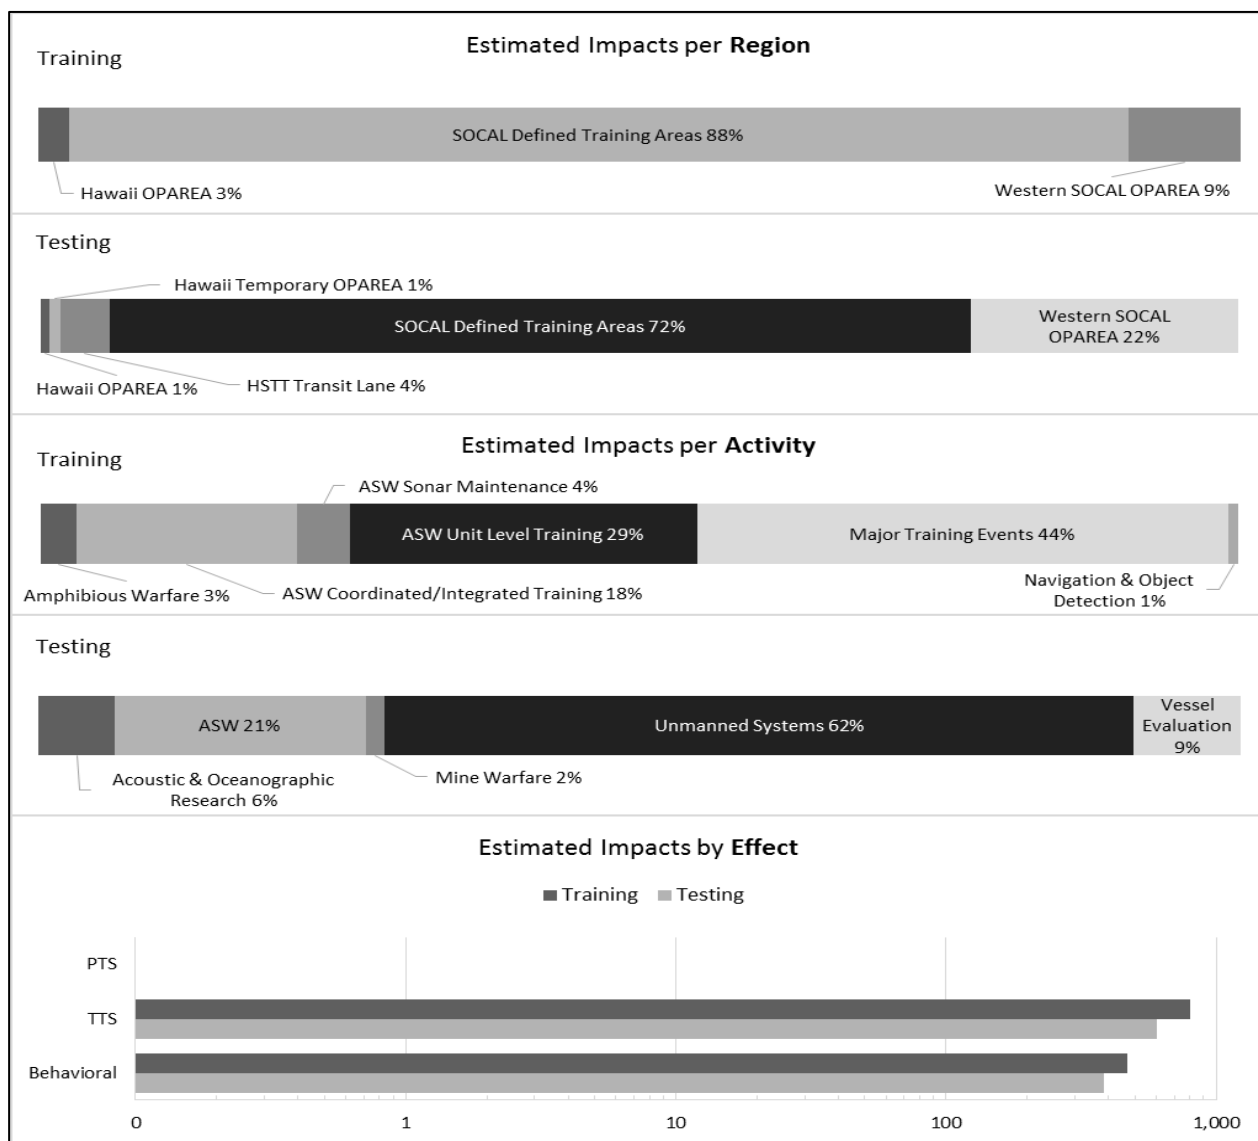 Estimated Impacts per Region
Training
SOCAL Defined Training Areas 88%
Hawaii OPAREA 3%
Western SOCAL OPAREA 9%
Testing
Hawaii Temporary OPAREA 1%
SOCAL Defined Training Areas 72%
Western SOCAL
OPAREA 22%
Hawaii OPAREA 1%
HSTT Transit Lane 4%
Estimated Impacts per Activity
Training
ASW Sonar Maintenance 4%
ASW Unit Level Training 29%
Major Training Events 44%
Amphibious Warfare 3%
ASW Coordinated/Integrated Training 18%
Navigation & Object
Detection 1%
Testing
ASW 21%
Unmanned Systems 62%
Vessel
Evaluation
9%
Acoustic & Oceanographic
Research 6%
Mine Warfare 2%
Estimated Impacts by Effect
Training Testing
PTS
TTS
Behavioral
0 1 10 100 1,000